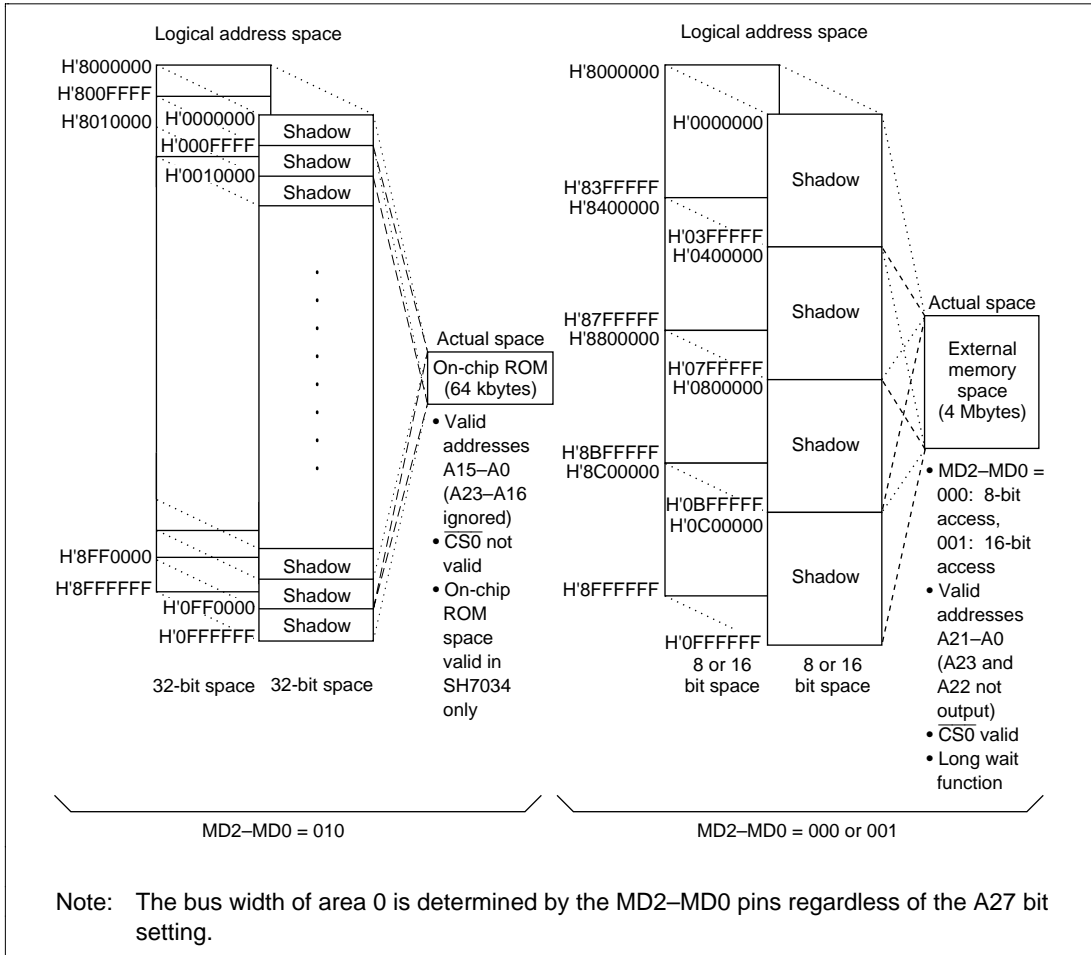 Logical address space
H'8000000
H'800FFFF
H'8010000
H'0000000
H'000FFFF
H'0010000
Shadow
Shadow
Shadow
Actual space
On-chip ROM
(64 kbytes)
• Valid
addresses
A15–A0
(A23–A16
ignored)
• CS0 not
valid
• On-chip
ROM
space
valid in
SH7034
only
H'8FF0000
H'8FFFFFF
H'0FF0000
H'0FFFFFF
Shadow
Shadow
Shadow
32-bit space
32-bit space
MD2–MD0 = 010
Logical address space
H'8000000
H'0000000
Shadow
H'83FFFFF
H'8400000
H'03FFFFF
H'0400000
Shadow
H'87FFFFF
H'8800000
H'07FFFFF
H'0800000
Shadow
H'8BFFFFF
H'8C00000
H'0BFFFFF
H'0C00000
Shadow
H'8FFFFFF
H'0FFFFFF
8 or 16
bit space
8 or 16
bit space
Actual space
External
memory
space
(4 Mbytes)
• MD2–MD0 =
000: 8-bit
access,
001: 16-bit
access
• Valid
addresses
A21–A0
(A23 and
A22 not
output)
• CS0 valid
• Long wait
function
MD2–MD0 = 000 or 001
Note: The bus width of area 0 is determined by the MD2–MD0 pins regardless of the A27 bit
setting.